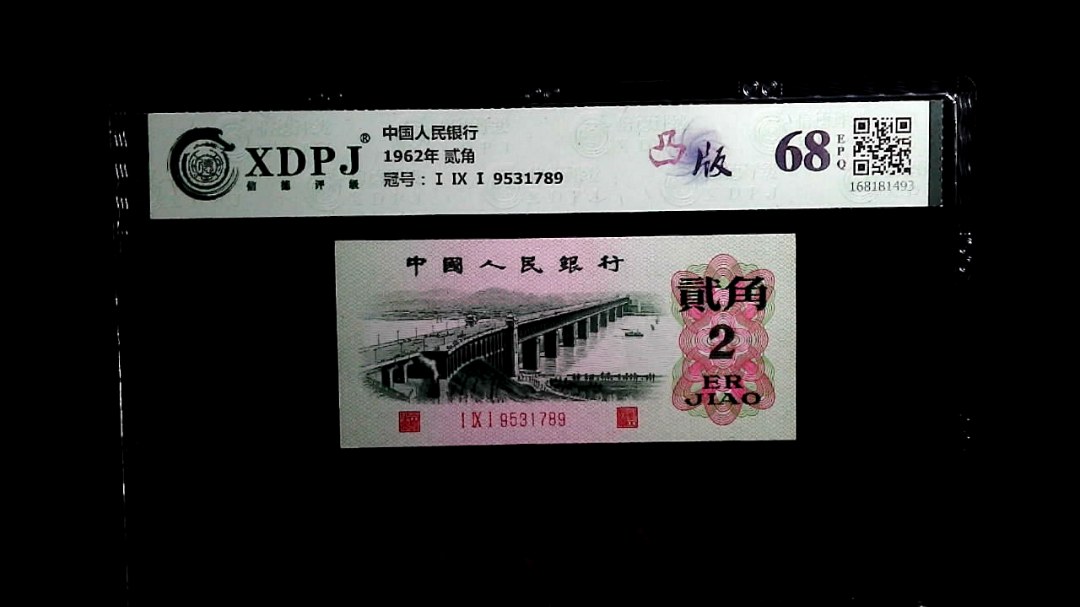 XDPJ®
信德评级
中国人民银行
1962年 贰角
冠号：I IX I 9531789
凸版
68
EPQ
168181493
中國人民銀行
貳角
2
ER
JIAO
I IX I 9531789